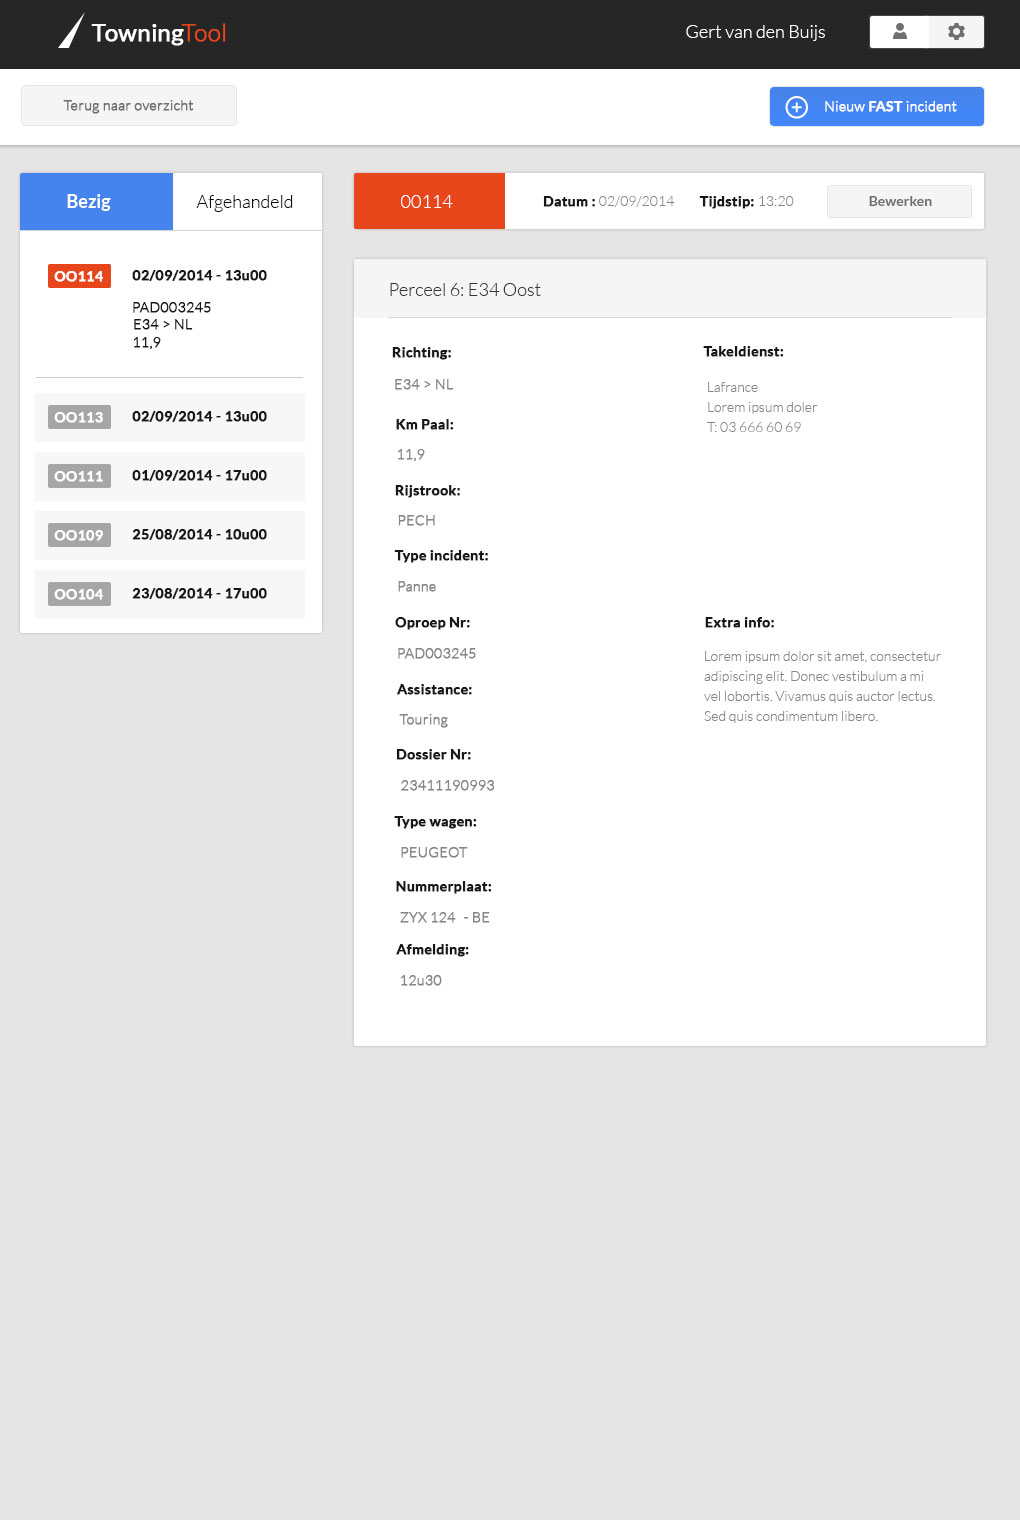 TowningTool
Gert van den Buijs
Terug naar overzicht
Nieuw FAST incident
Bezig
Afgehandeld
OO114
02/09/2014 - 13u00
PAD003245
E34 > NL
11,9
OO113
02/09/2014 - 13u00
OO111
01/09/2014 - 17u00
OO109
25/08/2014 - 10u00
OO104
23/08/2014 - 17u00
00114
Datum : 02/09/2014
Tijdstip: 13:20
Bewerken
Perceel 6: E34 Oost
Richting:
E34 > NL
Km Paal:
11,9
Rijstrook:
PECH
Type incident:
Panne
Oproep Nr:
PAD003245
Assistance:
Touring
Dossier Nr:
23411190993
Type wagen:
PEUGEOT
Nummerplaat:
ZYX 124 - BE
Afmelding:
12u30
Takeldienst:
Lafrance
Lorem ipsum doler
T: 03 666 60 69
Extra info:
Lorem ipsum dolor sit amet, consectetur
adipiscing elit. Donec vestibulum a mi
vel lobortis. Vivamus quis auctor lectus.
Sed quis condimentum libero.